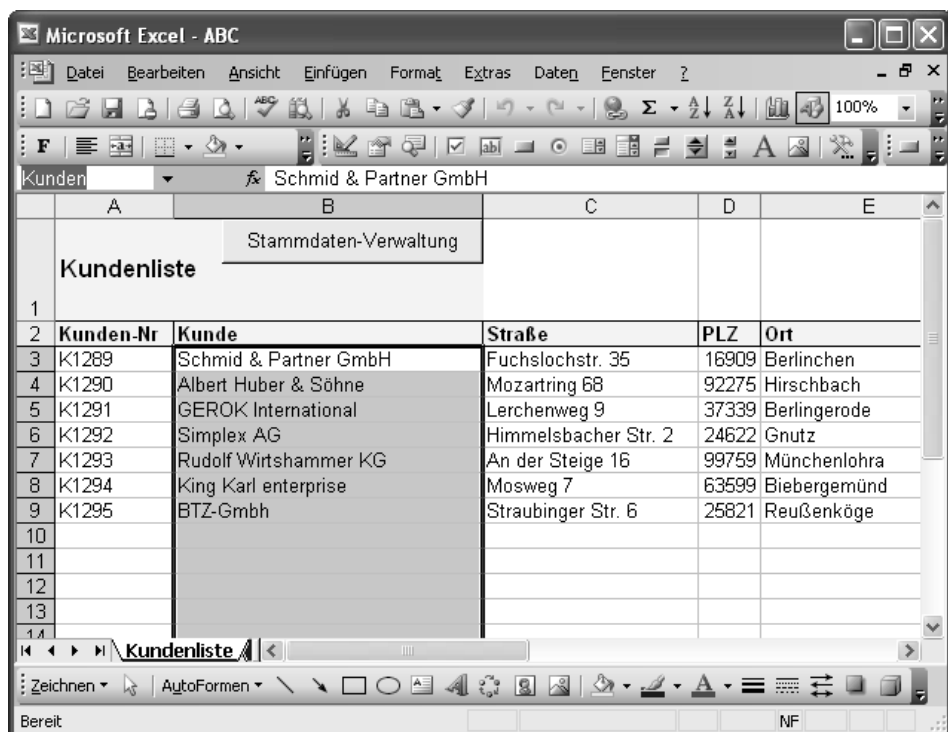 Microsoft Excel - ABC
Datei Bearbeiten Ansicht Einfügen Format Extras Daten Fenster ?
ABC Σ A Z Z A 100%
F a A
Kunden fx Schmid & Partner GmbH
A B C D E
Stammdaten-Verwaltung
1 Kundenliste
2 Kunden-Nr Kunde Straße PLZ Ort
3 K1289 Schmid & Partner GmbH Fuchslochstr. 35 16909 Berlinchen
4 K1290 Albert Huber & Söhne Mozartring 68 92275 Hirschbach
5 K1291 GEROK International Lerchenweg 9 37339 Berlingerode
6 K1292 Simplex AG Himmelsbacher Str. 2 24622 Gnutz
7 K1293 Rudolf Wirtshammer KG An der Steige 16 99759 Münchenlohra
8 K1294 King Karl enterprise Mosweg 7 63599 Biebergemünd
9 K1295 BTZ-Gmbh Straubinger Str. 6 25821 Reußenköge
10
11
12
13
14
Kundenliste
Zeichnen AutoFormen A A
Bereit NF